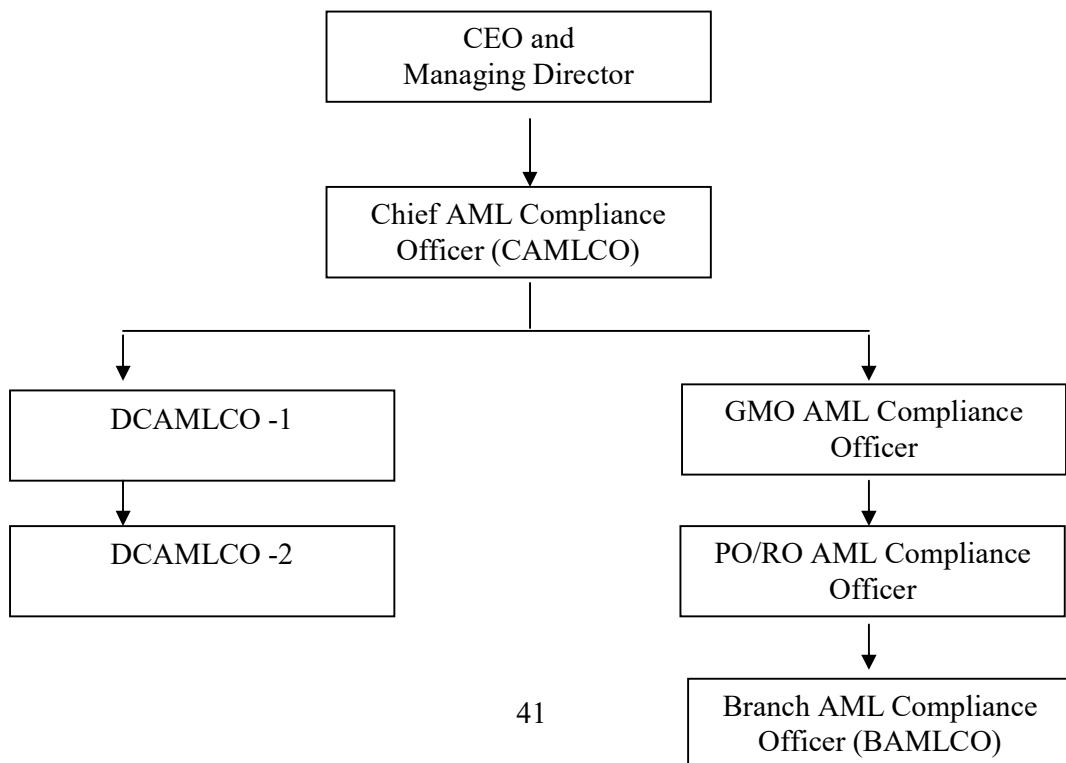 CEO and
Managing Director
Chief AML Compliance
Officer (CAMLCO)
DCAMLCO -1
GMO AML Compliance
Officer
DCAMLCO -2
PO/RO AML Compliance
Officer
Branch AML Compliance
Officer (BAMLCO)
41